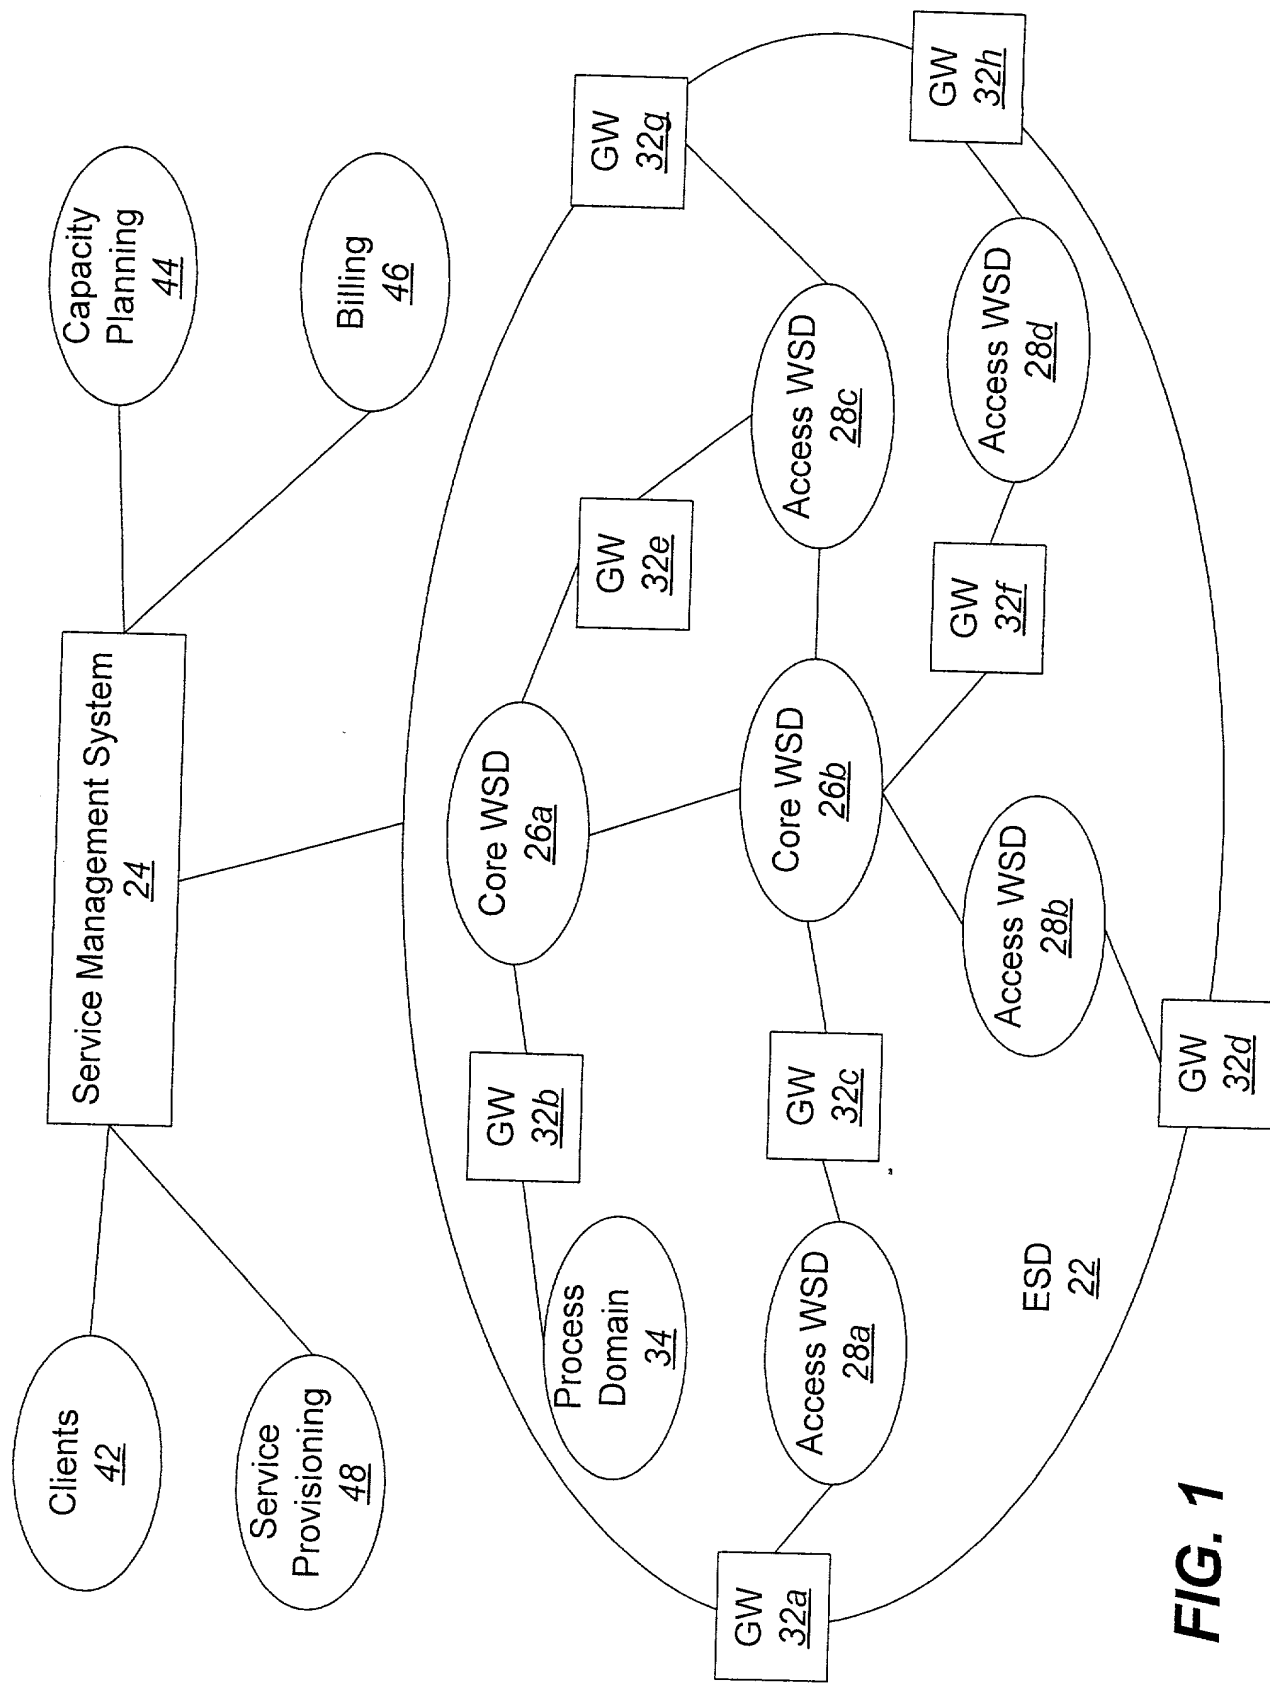 Clients
42
Service
Provisioning
48
Service Management System
24
Capacity
Planning
44
Billing
46
GW
32a
Process
Domain
34
Access WSD
28a
ESD
22
GW
32b
GW
32c
GW
32d
Core WSD
26a
Core WSD
26b
Access WSD
28b
GW
32e
GW
32f
Access WSD
28c
Access WSD
28d
GW
32g
GW
32h
FIG. 1